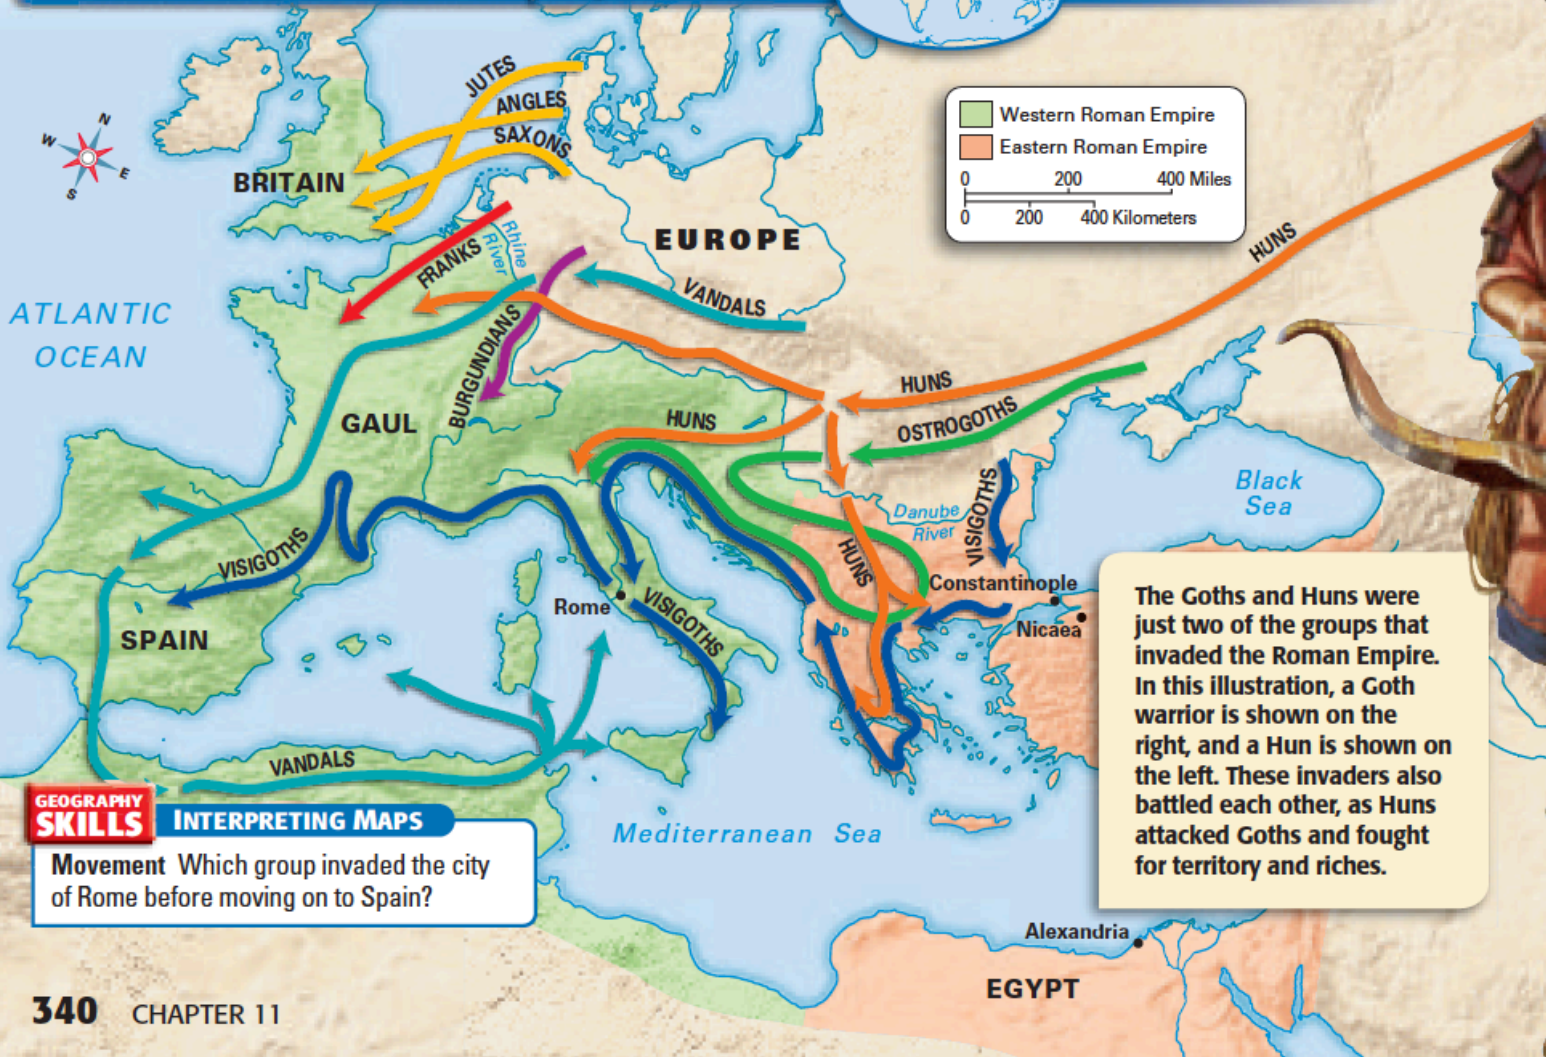 JUTES
ANGLES
SAXONS
N
W
E
S
BRITAIN
Western Roman Empire
Eastern Roman Empire
0 200 400 Miles
0 200 400 Kilometers
EUROPE
HUNS
FRANKS
Rhine
River
VANDALS
ATLANTIC
OCEAN
BURGUNDIANS
HUNS
GAUL
HUNS
OSTROGOTHS
Black
Sea
VISIGOTHS
Danube
River
VISIGOTHS
HUNS
Constantinople
Rome
VISIGOTHS
Nicaea
SPAIN
The Goths and Huns were
just two of the groups that
invaded the Roman Empire.
In this illustration, a Goth
warrior is shown on the
right, and a Hun is shown on
the left. These invaders also
battled each other, as Huns
attacked Goths and fought
for territory and riches.
VANDALS
GEOGRAPHY
SKILLS
INTERPRETING MAPS
Movement Which group invaded the city
of Rome before moving on to Spain?
Mediterranean Sea
Alexandria
EGYPT
340 CHAPTER 11